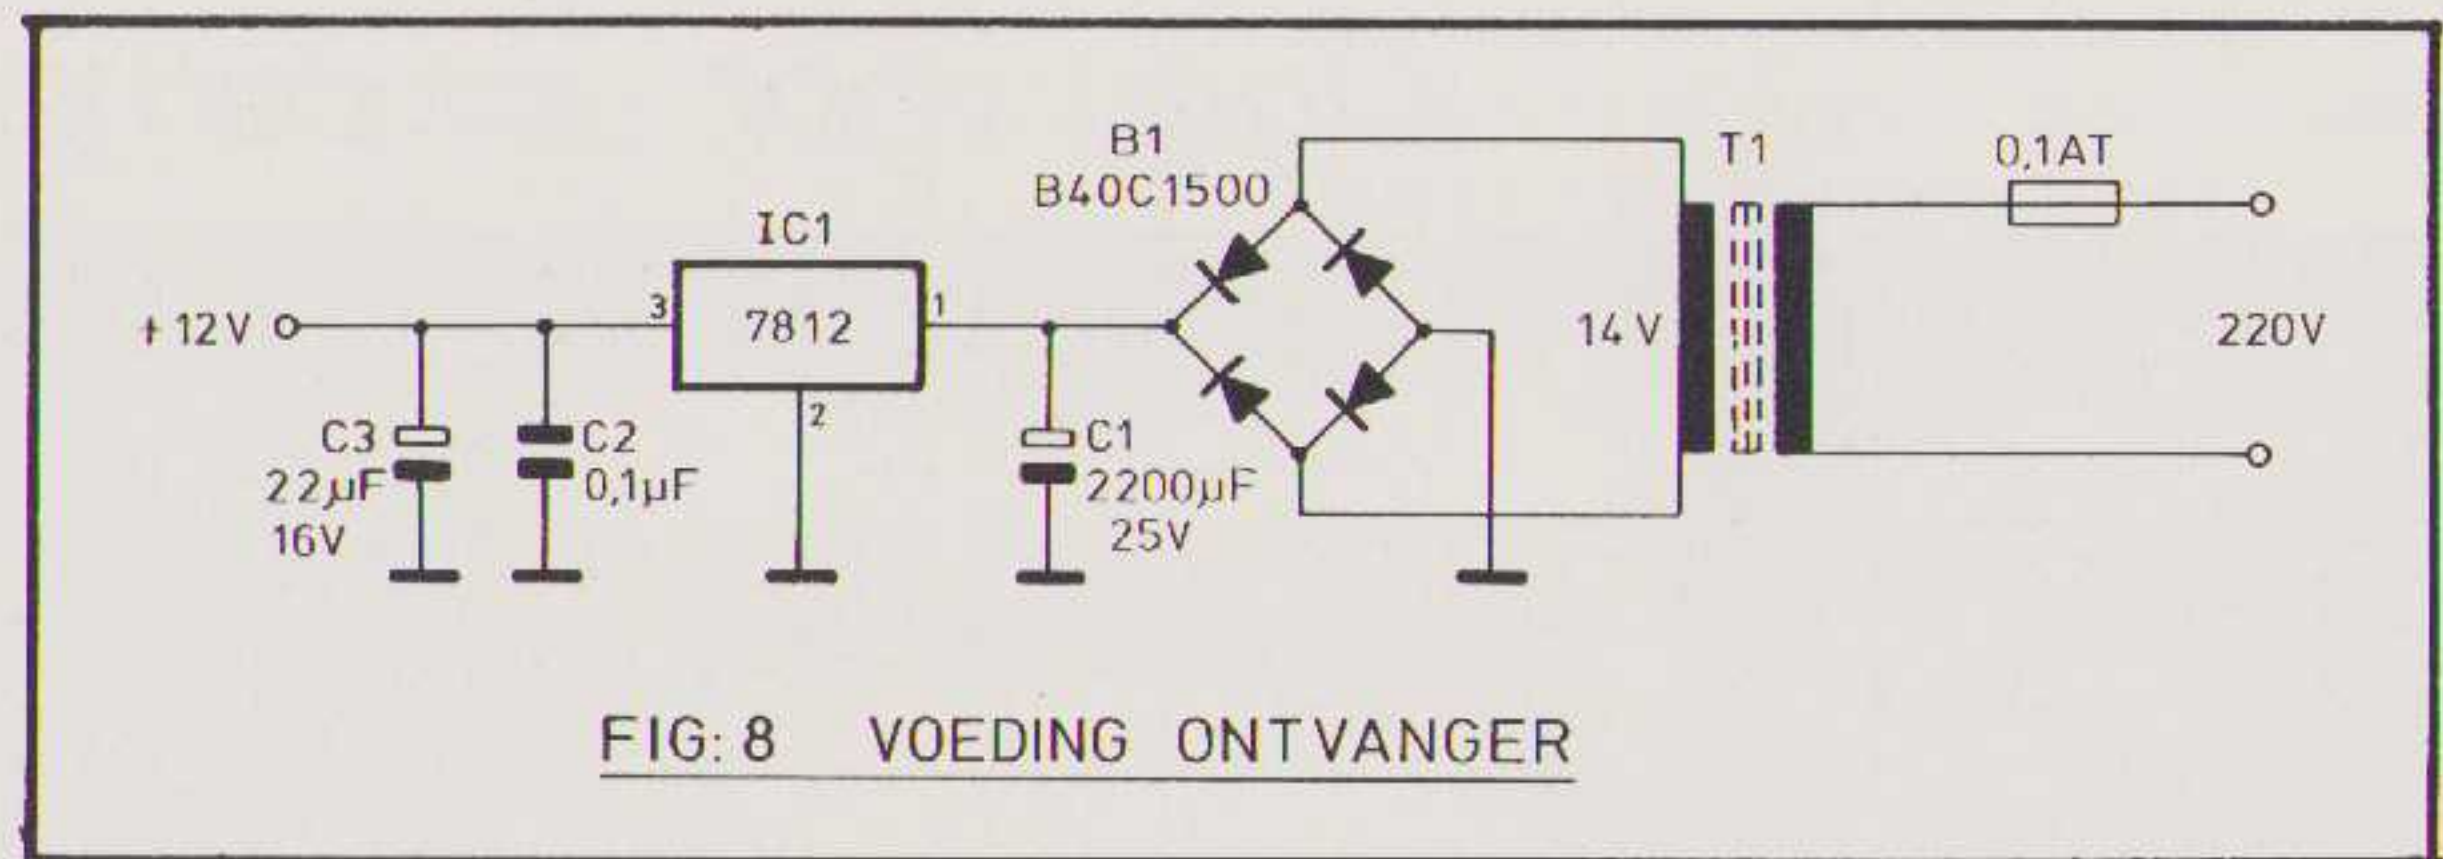 B1
B40C1500
T1
0,1AT
IC1
+12V
3
7812
1
14V
220V
2
C3
22µF
16V
C2
0,1µF
C1
2200µF
25V
FIG: 8 VOEDING ONTVANGER